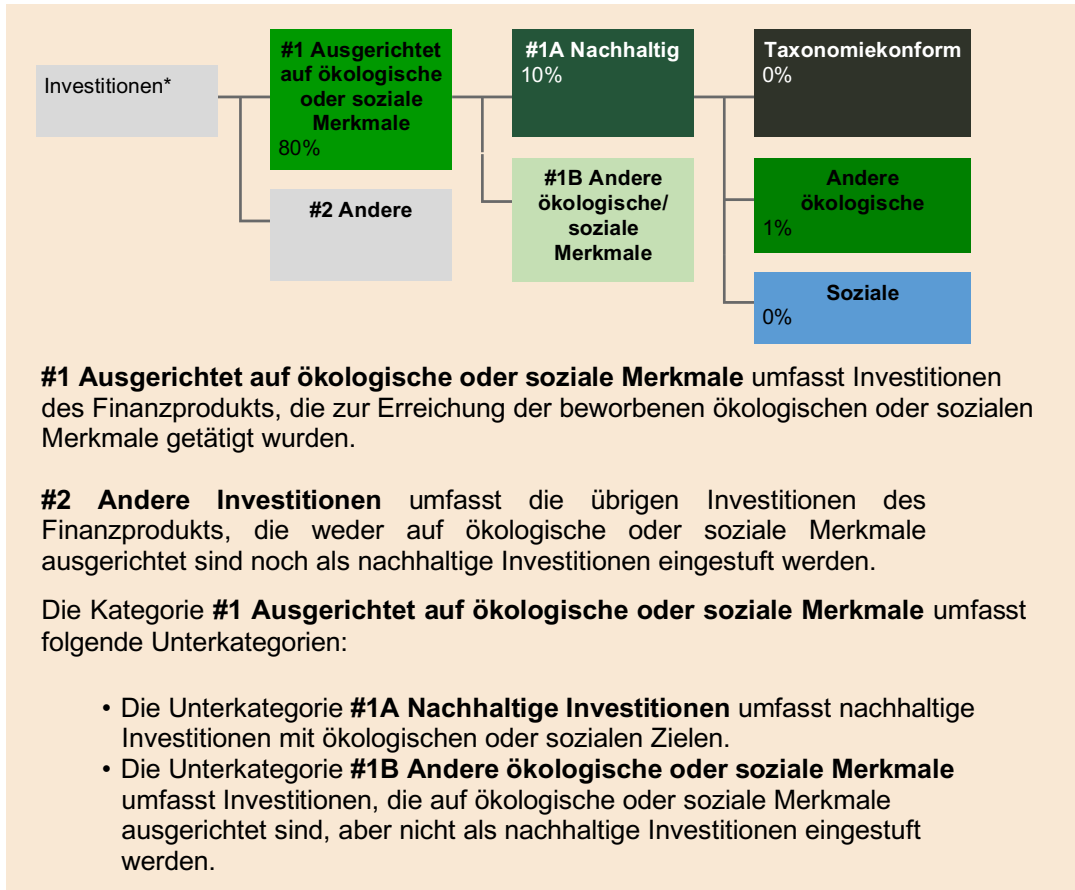 Investitionen*
#1 Ausgerichtet
auf ökologische
oder soziale
Merkmale
80%
#2 Andere
#1A Nachhaltig
10%
#1B Andere
ökologische/
soziale
Merkmale
Taxonomiekonform
0%
Andere
ökologische
1%
Soziale
0%
#1 Ausgerichtet auf ökologische oder soziale Merkmale umfasst Investitionen
des Finanzprodukts, die zur Erreichung der beworbenen ökologischen oder sozialen
Merkmale getätigt wurden.
#2 Andere Investitionen umfasst die übrigen Investitionen des
Finanzprodukts, die weder auf ökologische oder soziale Merkmale
ausgerichtet sind noch als nachhaltige Investitionen eingestuft werden.
Die Kategorie #1 Ausgerichtet auf ökologische oder soziale Merkmale umfasst
folgende Unterkategorien:
• Die Unterkategorie #1A Nachhaltige Investitionen umfasst nachhaltige
Investitionen mit ökologischen oder sozialen Zielen.
• Die Unterkategorie #1B Andere ökologische oder soziale Merkmale
umfasst Investitionen, die auf ökologische oder soziale Merkmale
ausgerichtet sind, aber nicht als nachhaltige Investitionen eingestuft
werden.